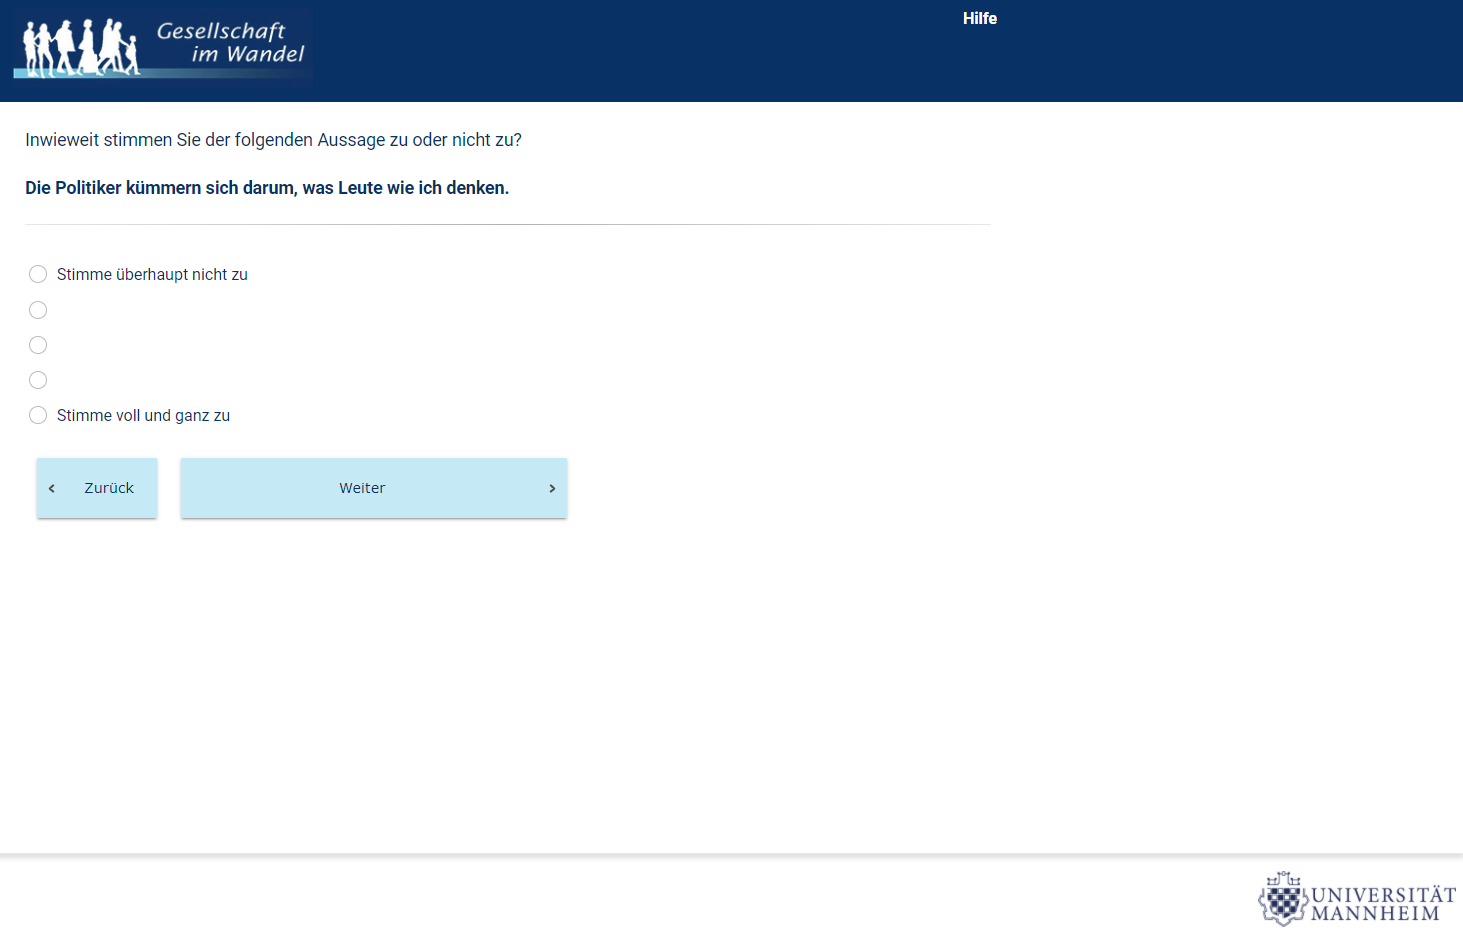 Gesellschaft
im Wandel
Hilfe
Inwieweit stimmen Sie der folgenden Aussage zu oder nicht zu?
Die Politiker kümmern sich darum, was Leute wie ich denken.
Stimme überhaupt nicht zu
Stimme voll und ganz zu
Zurück
Weiter
UNIVERSITÄT
MANNHEIM